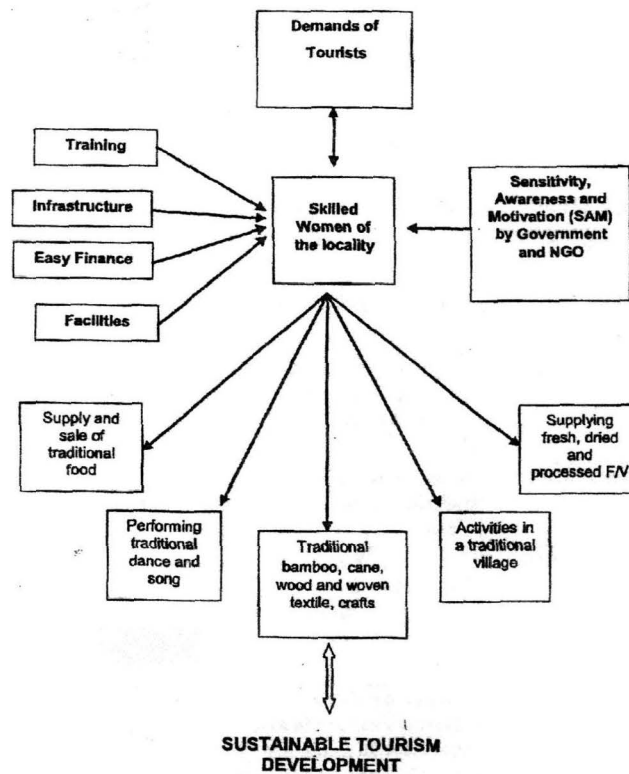 Demands of
Tourists
Training
Infrastructure
Easy Finance
Facilities
Skilled
Women of
the locality
Sensitivity,
Awareness and
Motivation (SAM)
by Government
and NGO
Supply and
sale of
traditional
food
Performing
traditional
dance and
song
Traditional
bamboo, cane,
wood and woven
textile, crafts
Activities in
a traditional
village
Supplying
fresh, dried
and
processed F/V
SUSTAINABLE TOURISM
DEVELOPMENT